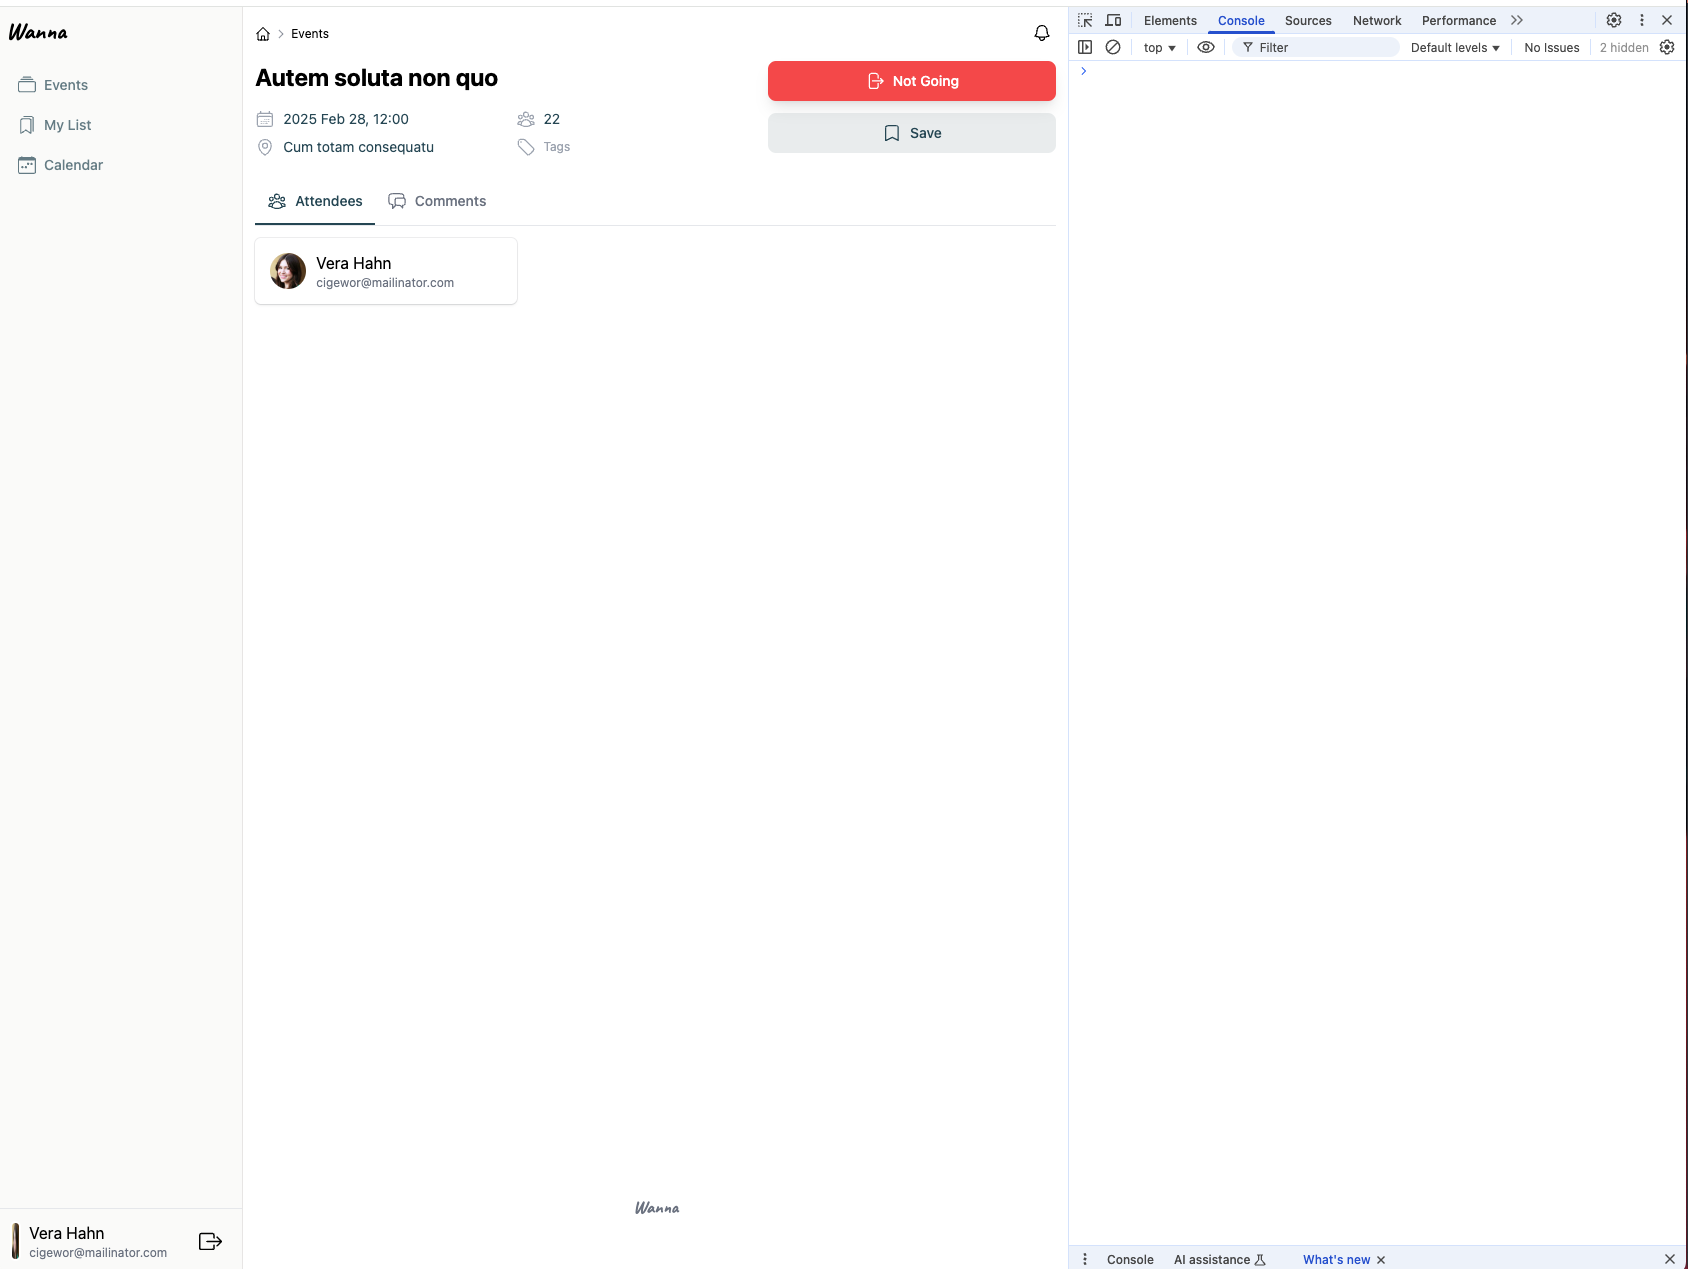 Wanna
Events
My List
Calendar
Vera Hahn
cigewor@mailinator.com
Events
Autem soluta non quo
2025 Feb 28, 12:00
22
Cum totam consequatu
Tags
Not Going
Save
Attendees
Comments
Vera Hahn
cigewor@mailinator.com
Wanna
Elements Console Sources Network Performance
top Filter Default levels No Issues 2 hidden
Console AI assistance What's new